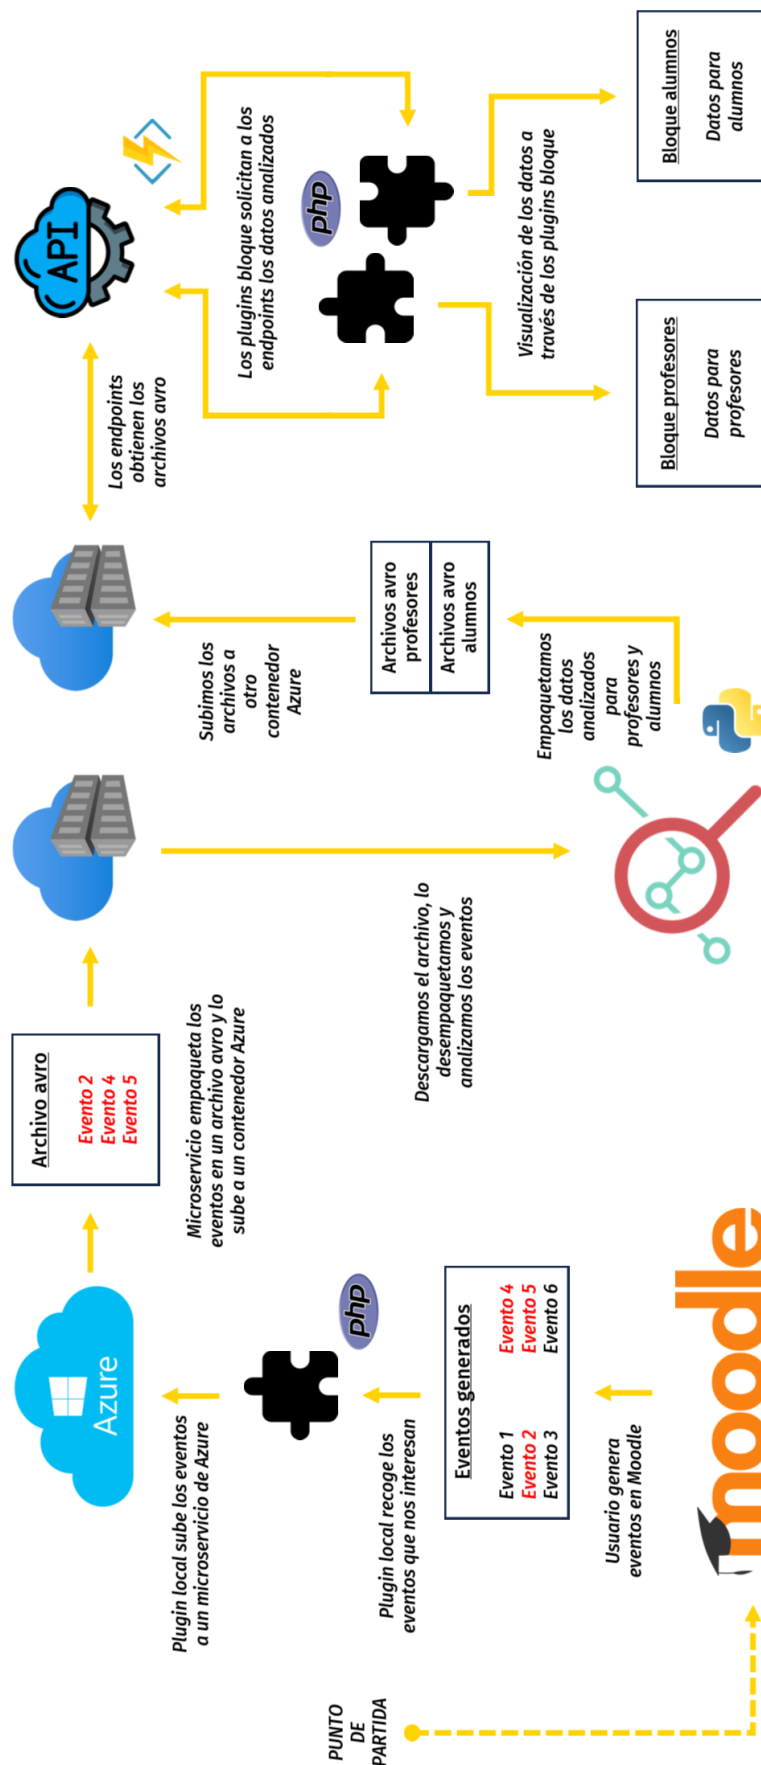 PUNTO
DE
PARTIDA
moodle
Usuario genera
eventos en Moodle
Eventos generados
Evento 1
Evento 2
Evento 3
Evento 4
Evento 5
Evento 6
Plugin local recoge los
eventos que nos interesan
php
Plugin local sube los eventos
a un microservicio de Azure
Azure
Archivo avro
Evento 2
Evento 4
Evento 5
Microservicio empaqueta los
eventos en un archivo avro y lo
sube a un contenedor Azure
Descargamos el archivo, lo
desempaquetamos y
analizamos los eventos
Empaquetamos
los datos
analizados
para
profesores y
alumnos
Archivos avro
profesores
Archivos avro
alumnos
Subimos los
archivos a
otro
contenedor
Azure
Los endpoints
obtienen los
archivos avro
API
Los plugins bloque solicitan a los
endpoints los datos analizados
php
Visualización de los datos a
través de los plugins bloque
Bloque profesores
Datos para
profesores
Bloque alumnos
Datos para
alumnos